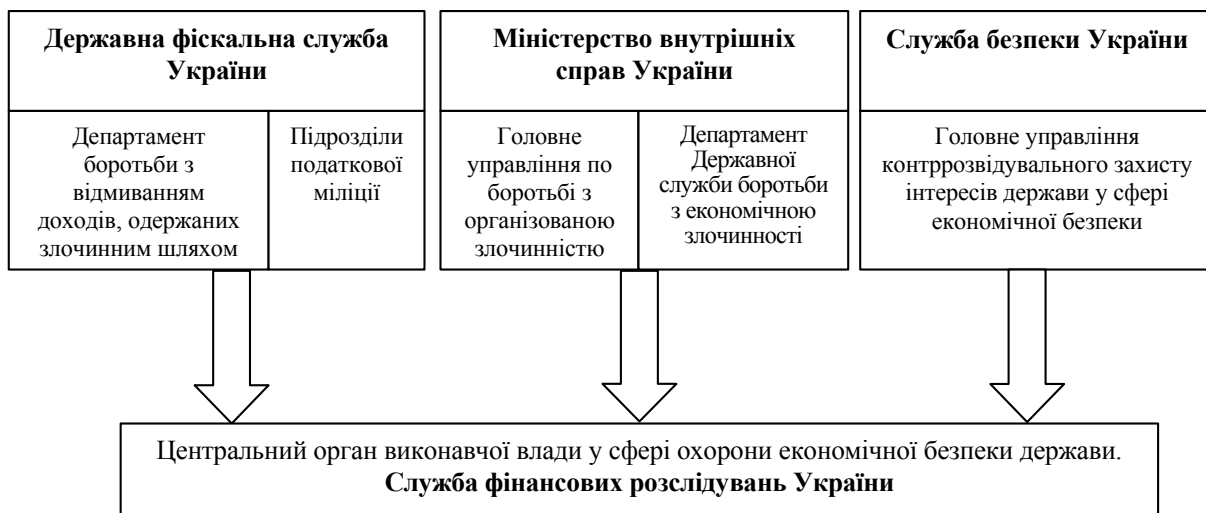 Державна фіскальна служба
України
Міністерство внутрішніх
справ України
Служба безпеки України
Департамент
боротьби з
відмиванням
доходів, одержаних
злочинним шляхом
Підрозділи
податкової
міліції
Головне
управління по
боротьбі з
організованою
злочинністю
Департамент
Державної
служби боротьби
з економічною
злочинності
Головне управління
контррозвідувального захисту
інтересів держави у сфері
економічної безпеки
Центральний орган виконавчої влади у сфері охорони економічної безпеки держави.
Служба фінансових розслідувань України